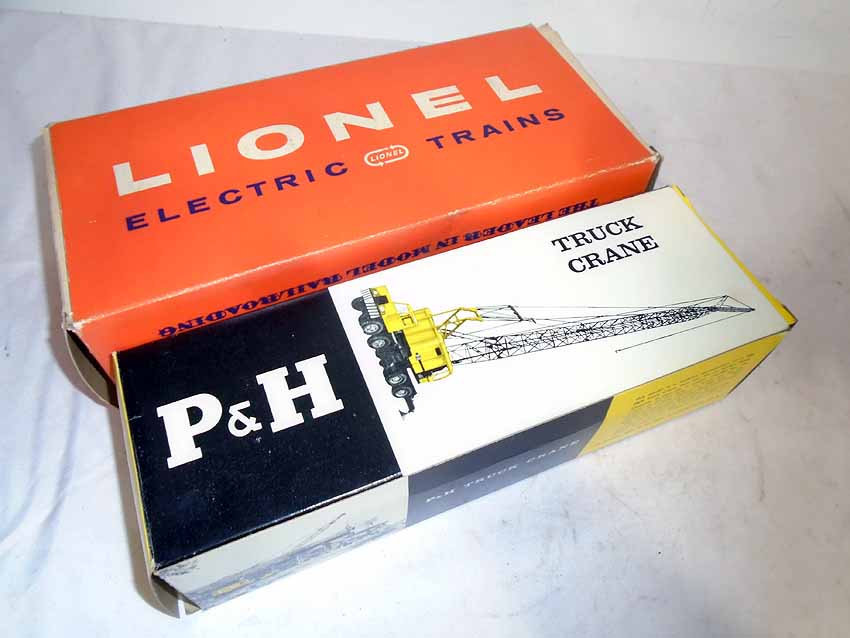 LIONEL
ELECTRIC LIONEL TRAINS
THE LEADER IN MODEL RAILROADING
TRUCK
CRANE
P&H
P&H TRUCK CRANE